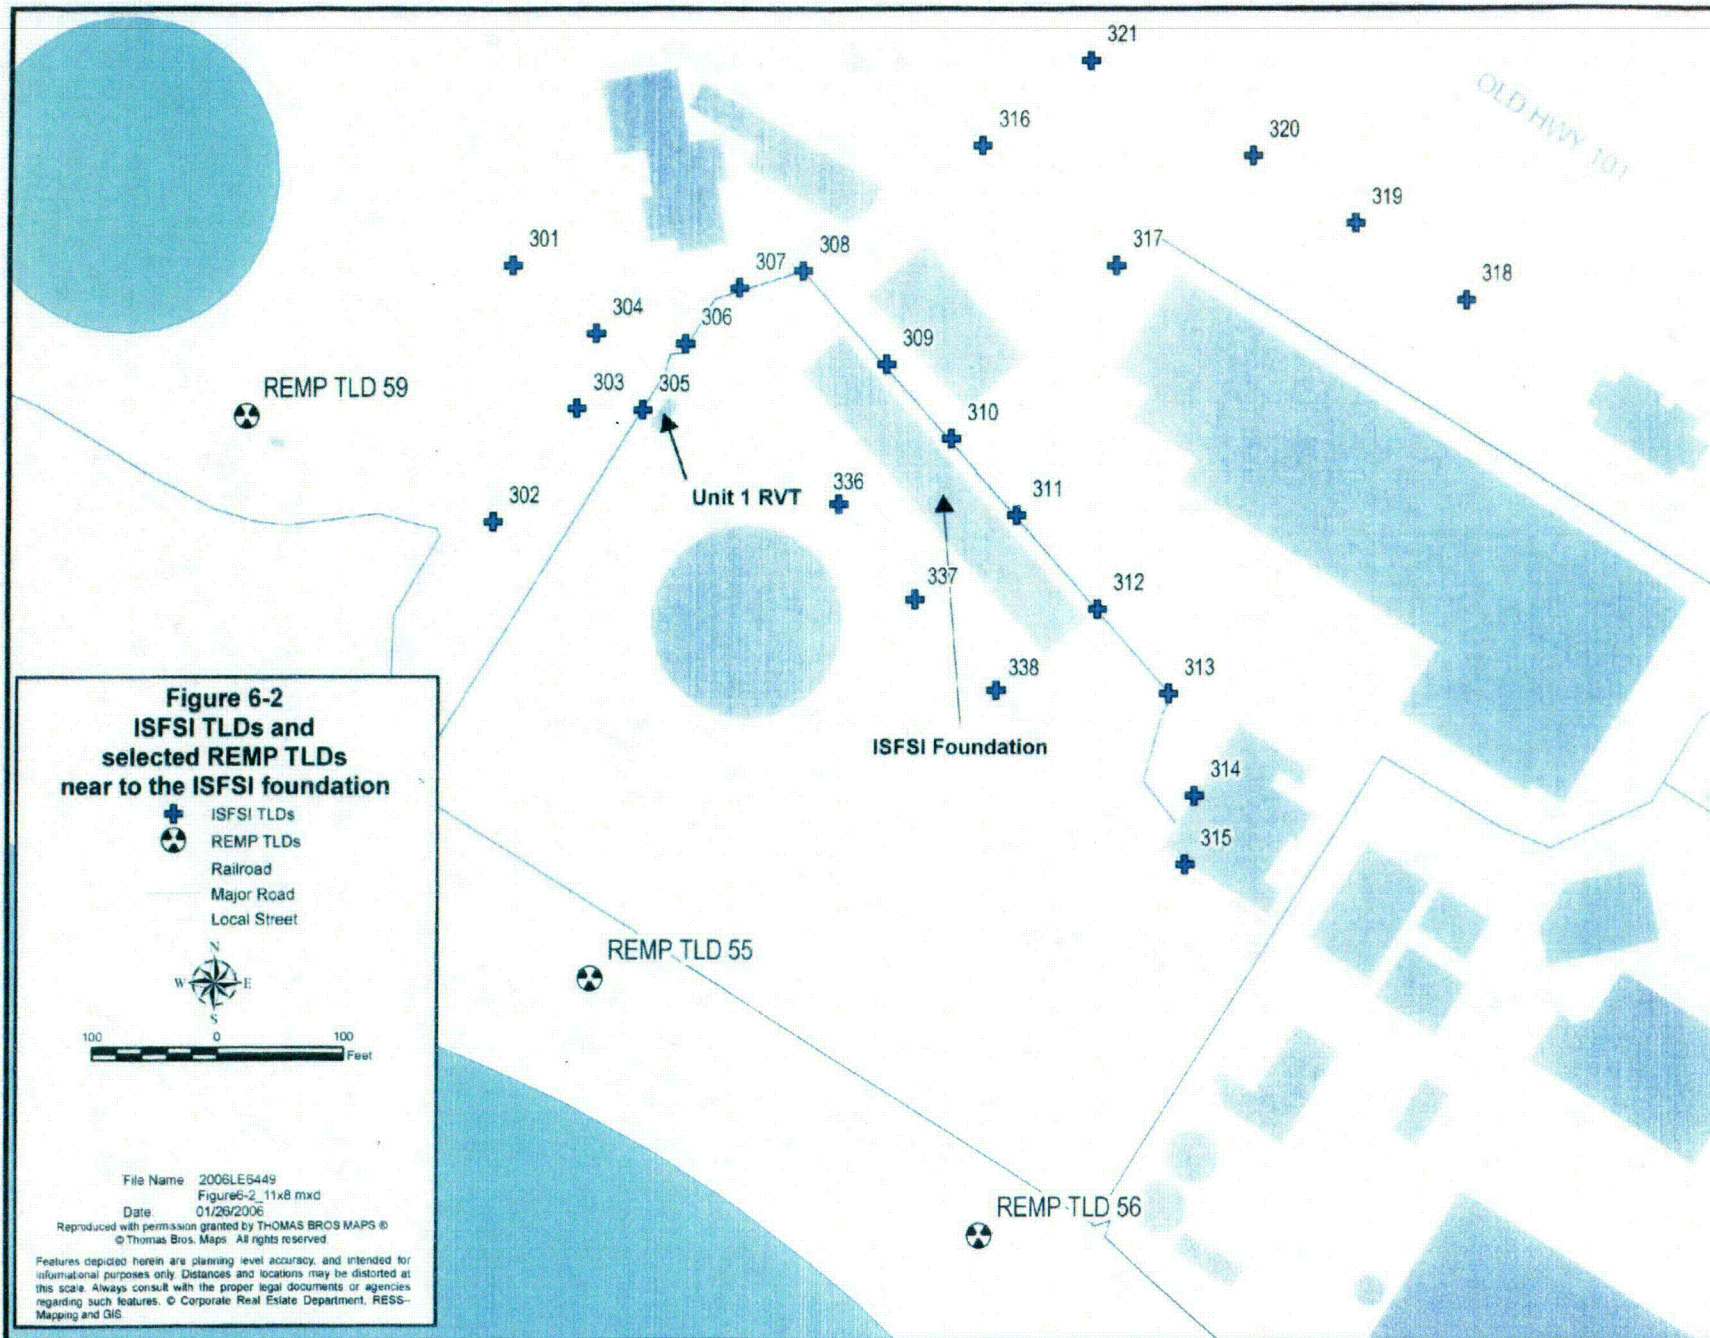 321
316
320
OLD HWY 101
319
301
308
317
307
318
304
306
309
REMP TLD 59
303
305
310
Unit 1 RVT
336
311
302
337
312
338
313
ISFSI Foundation
314
315
REMP TLD 55
REMP TLD 56
Figure 6-2
ISFSI TLDs and
selected REMP TLDs
near to the ISFSI foundation
ISFSI TLDs
REMP TLDs
Railroad
Major Road
Local Street
N
W E
S
100 0 100
Feet
File Name 2006LE6449
Figure6-2_11x8 mxd
Date 01/26/2006
Reproduced with permission granted by THOMAS BROS MAPS ®
© Thomas Bros. Maps All rights reserved
Features depicted herein are planning level accuracy, and intended for
informational purposes only. Distances and locations may be distorted at
this scale. Always consult with the proper legal documents or agencies
regarding such features. © Corporate Real Estate Department, RESS-
Mapping and GIS